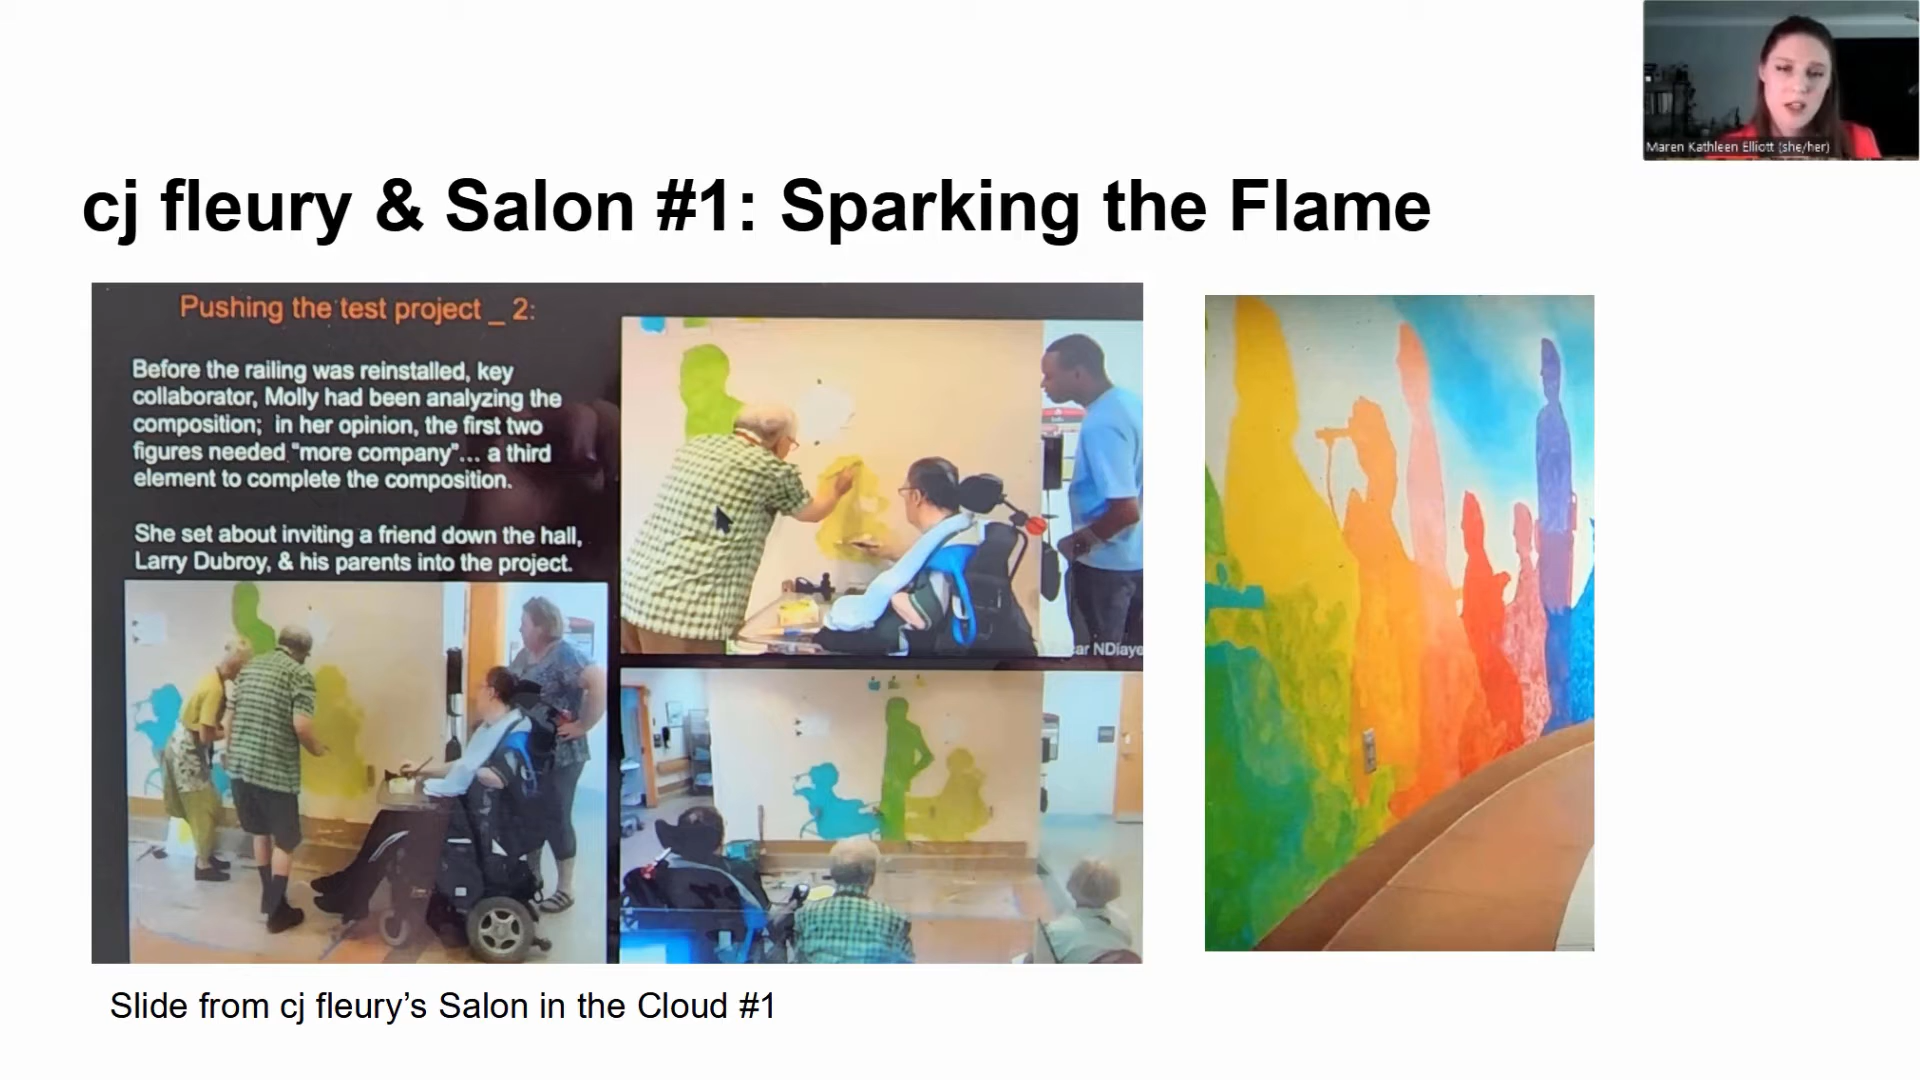 Maren Kathleen Elliott (she/her)
cj fleury & Salon #1: Sparking the Flame
Pushing the test project _ 2:
Before the railing was reinstalled, key
collaborator, Molly had been analyzing the
composition;  in her opinion, the first two
figures needed "more company"... a third
element to complete the composition.
She set about inviting a friend down the hall,
Larry Dubroy, & his parents into the project.
NDiaye
Slide from cj fleury’s Salon in the Cloud #1